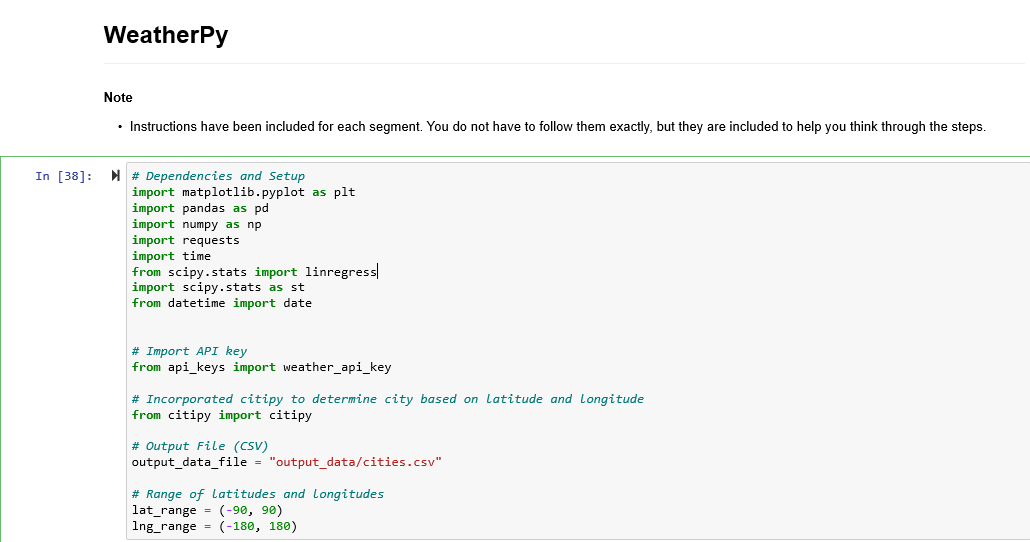 WeatherPy
Note
• Instructions have been included for each segment. You do not have to follow them exactly, but they are included to help you think through the steps.
In [38]:
# Dependencies and Setup
import matplotlib.pyplot as plt
import pandas as pd
import numpy as np
import requests
import time
from scipy.stats import linregress
import scipy.stats as st
from datetime import date
# Import API key
from api_keys import weather_api_key
# Incorporated citipy to determine city based on latitude and longitude
from citipy import citipy
# Output File (CSV)
output_data_file = "output_data/cities.csv"
# Range of latitudes and longitudes
lat_range = (-90, 90)
lng_range = (-180, 180)